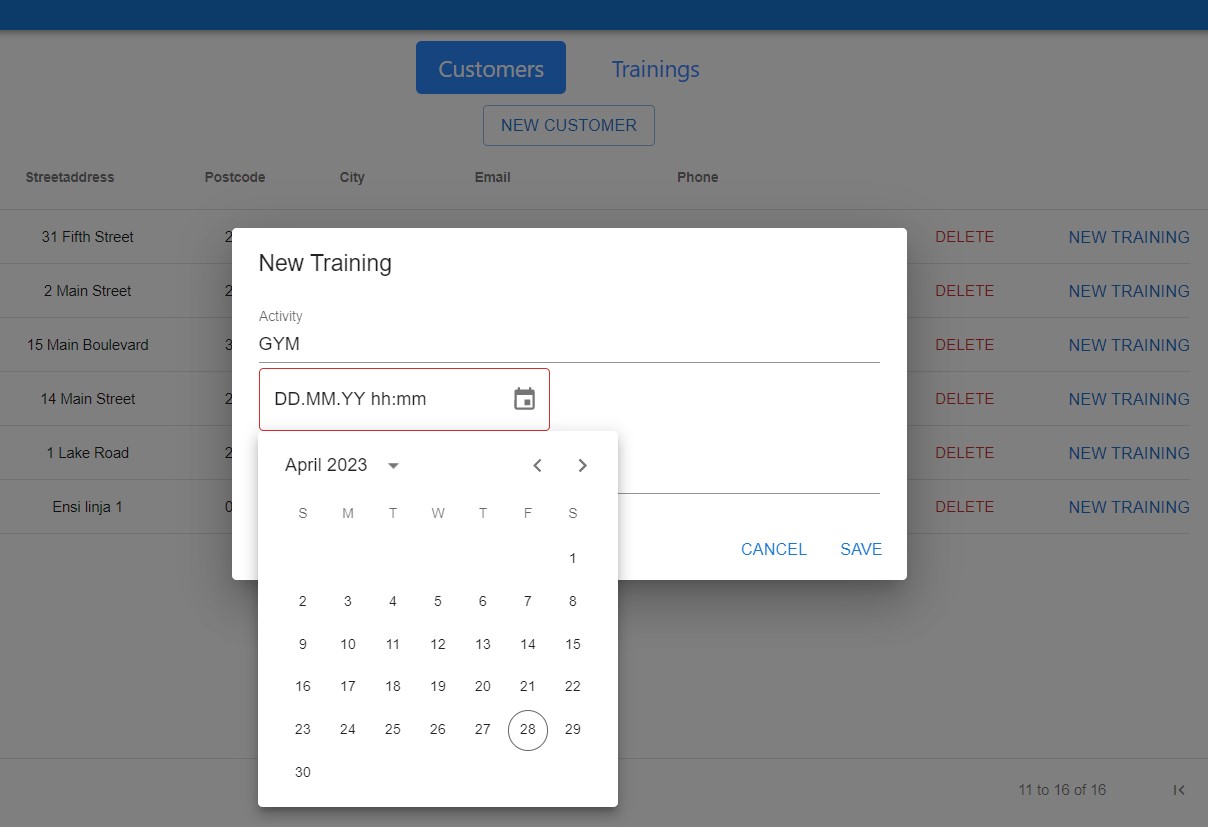 Customers Trainings
NEW CUSTOMER
Streetaddress Postcode City Email Phone
31 Fifth Street 2 DELETE NEW TRAINING
2 Main Street 2 DELETE NEW TRAINING
15 Main Boulevard 3 DELETE NEW TRAINING
14 Main Street 2 DELETE NEW TRAINING
1 Lake Road 2 DELETE NEW TRAINING
Ensi linja 1 0 DELETE NEW TRAINING
New Training
Activity
GYM
DD.MM.YY hh:mm
April 2023
S M T W T F S
1
2 3 4 5 6 7 8
9 10 11 12 13 14 15
16 17 18 19 20 21 22
23 24 25 26 27 28 29
30
CANCEL SAVE
11 to 16 of 16